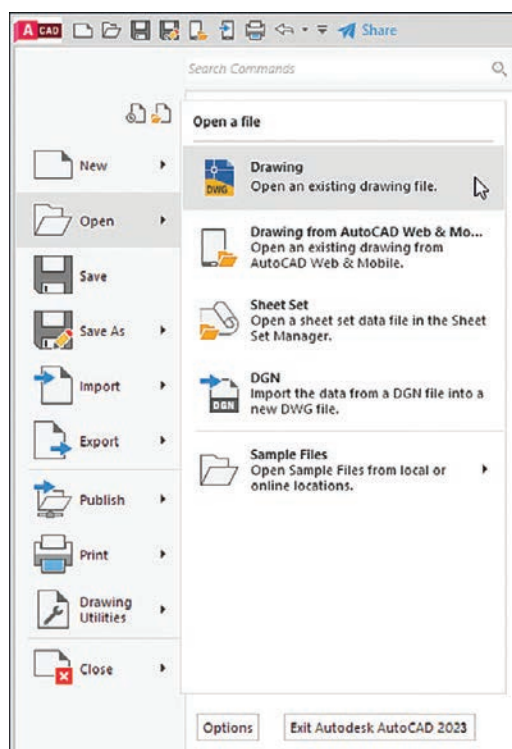 A CAD
Share
Search Commands
Open a file
New
Open
Save
Save As
Import
Export
Publish
Print
Drawing
Utilities
Close
DWG
Drawing
Open an existing drawing file.
Drawing from AutoCAD Web & Mo...
Open an existing drawing from
AutoCAD Web & Mobile.
Sheet Set
Open a sheet set data file in the Sheet
Set Manager.
DGN
DGN
Import the data from a DGN file into a
new DWG file.
Sample Files
Open Sample Files from local or
online locations.
Options
Exit Autodesk AutoCAD 2023